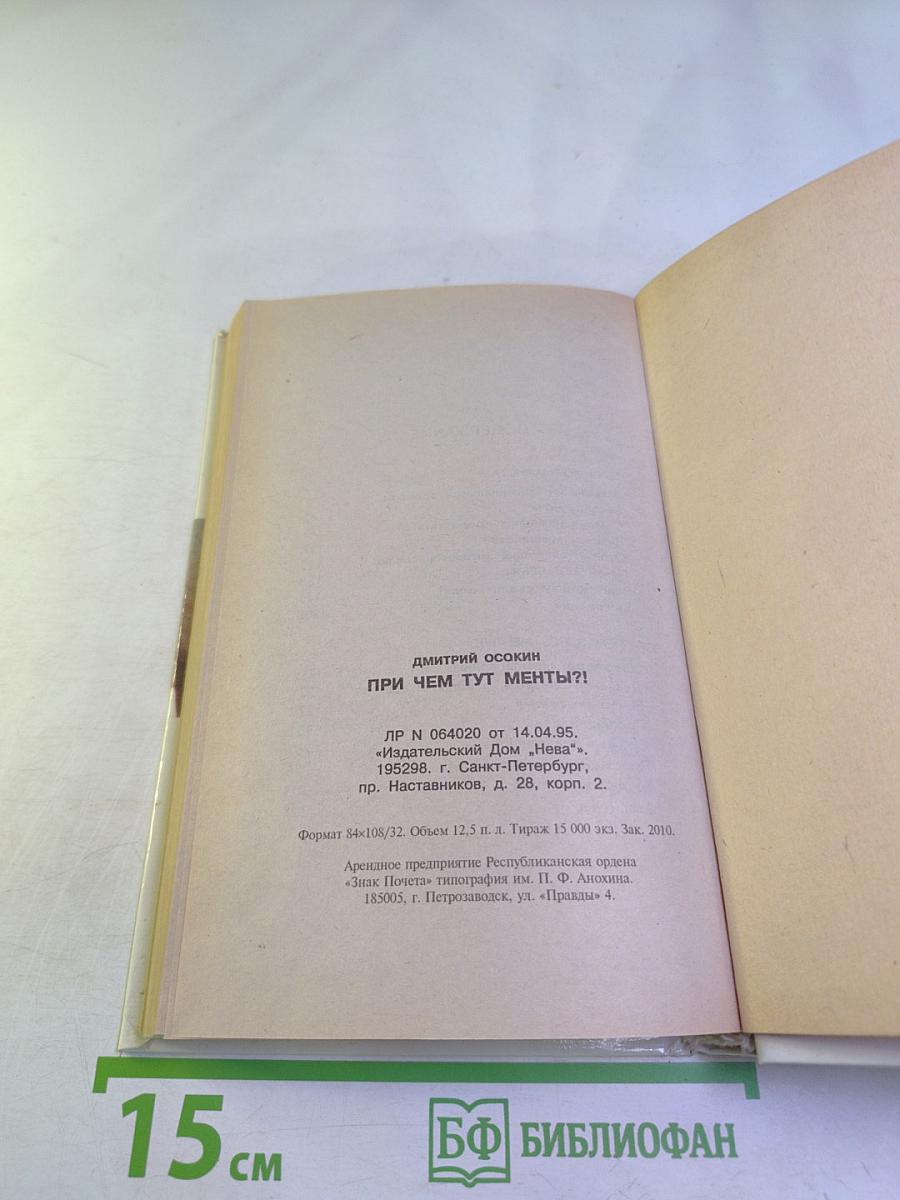 ДМИТРИЙ ОСОКИН
ПРИ ЧЕМ ТУТ МЕНТЫ?!
ЛР N 064020 от 14.04.95.
«Издательский Дом „Нева“».
195298. г. Санкт-Петербург,
пр. Наставников, д. 28, корп. 2.
Формат 84×108/32. Объем 12,5 п. л. Тираж 15 000 экз. Зак. 2010.
Арендное предприятие Республиканская ордена
«Знак Почета» типография им. П. Ф. Анохина.
185005, г. Петрозаводск, ул. «Правды» 4.
15 см
БФ БИБЛИОФАН